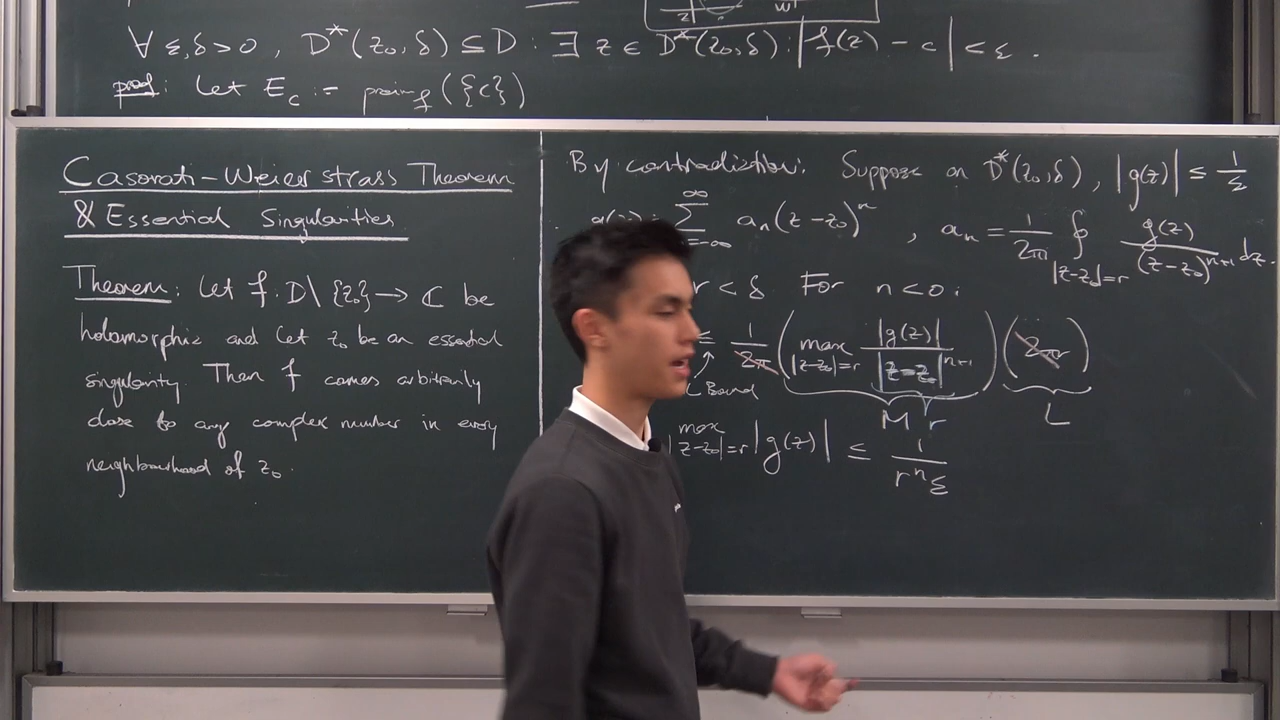 ∀ ε,δ > 0 , D*(z₀, δ) ⊆ D : ∃ z ∈ D*(z₀, δ) : |f(z) − c| < ε .
proof : Let E_c := preim_f ({c})
Casorati-Weierstrass Theorem
& Essential Singularities
Theorem : Let f : D\{z₀} → ℂ be
holomorphic and let z₀ be an essential
singularity. Then f comes arbitrarily
close to any complex number in every
neighbourhood of z₀.
By contradiction: Suppose on D*(z₀,δ), |g(z)| ≤ 1/ε
∑ a_n (z − z₀)^n , a_n = 1/2πi ∮_{|z−z₀|=r} g(z)/(z−z₀)^{n+1} dz.
r < δ For n < 0 :
≤ 1/2π ( max_{|z−z₀|=r} |g(z)|/|z−z₀|^{n+1} ) (2πr)
Bound M r L
max_{|z−z₀|=r} |g(z)| ≤ 1/(r^n ε)